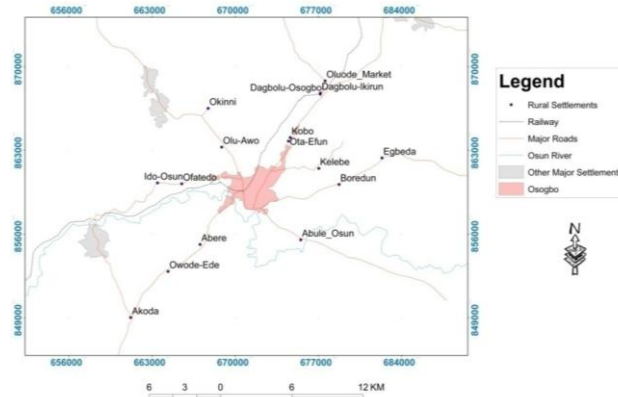 656000 663000 670000 677000 684000
870000 870000
Oluode_Market
Dagbolu-Osogbo Dagbolu-Ikirun
Okinni
Kobo
Ota-Efun
Olu-Awo
863000 863000
Egbeda
Kelebe
Ido-Osun Ofatedo
Boredun
856000 856000
Abule_Osun
Abere
Owode-Ede
Akoda
849000 849000
656000 663000 670000 677000 684000
6 3 0 6 12 KM
Legend
Rural Settlements
Railway
Major Roads
Osun River
Other Major Settlement
Osogbo
N